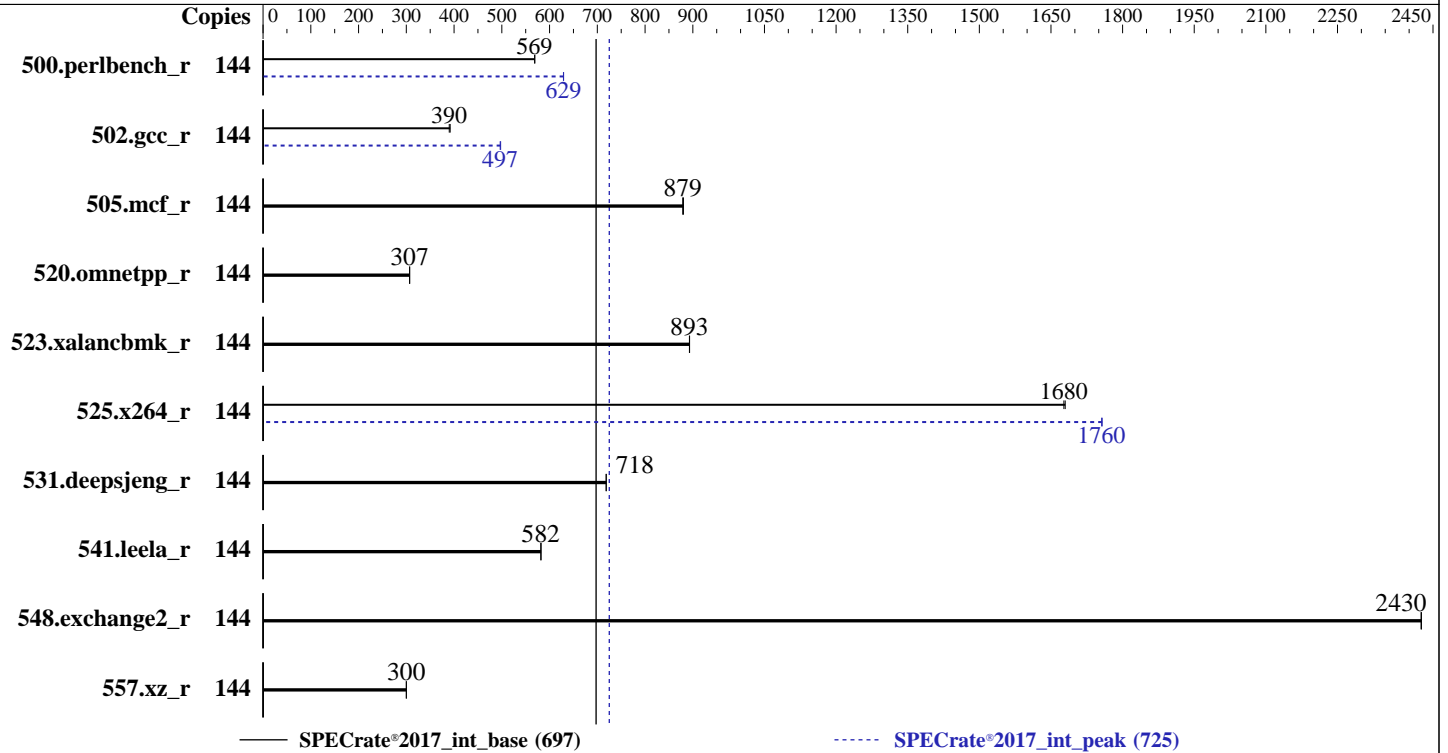 Copies 0 100 200 300 400 500 600 700 800 900 1050 1200 1350 1500 1650 1800 1950 2100 2250 2450
500.perlbench_r 144 569
629
502.gcc_r 144 390
497
505.mcf_r 144 879
520.omnetpp_r 144 307
523.xalancbmk_r 144 893
525.x264_r 144 1680
1760
531.deepsjeng_r 144 718
541.leela_r 144 582
548.exchange2_r 144 2430
557.xz_r 144 300
SPECrate®2017_int_base (697) SPECrate®2017_int_peak (725)